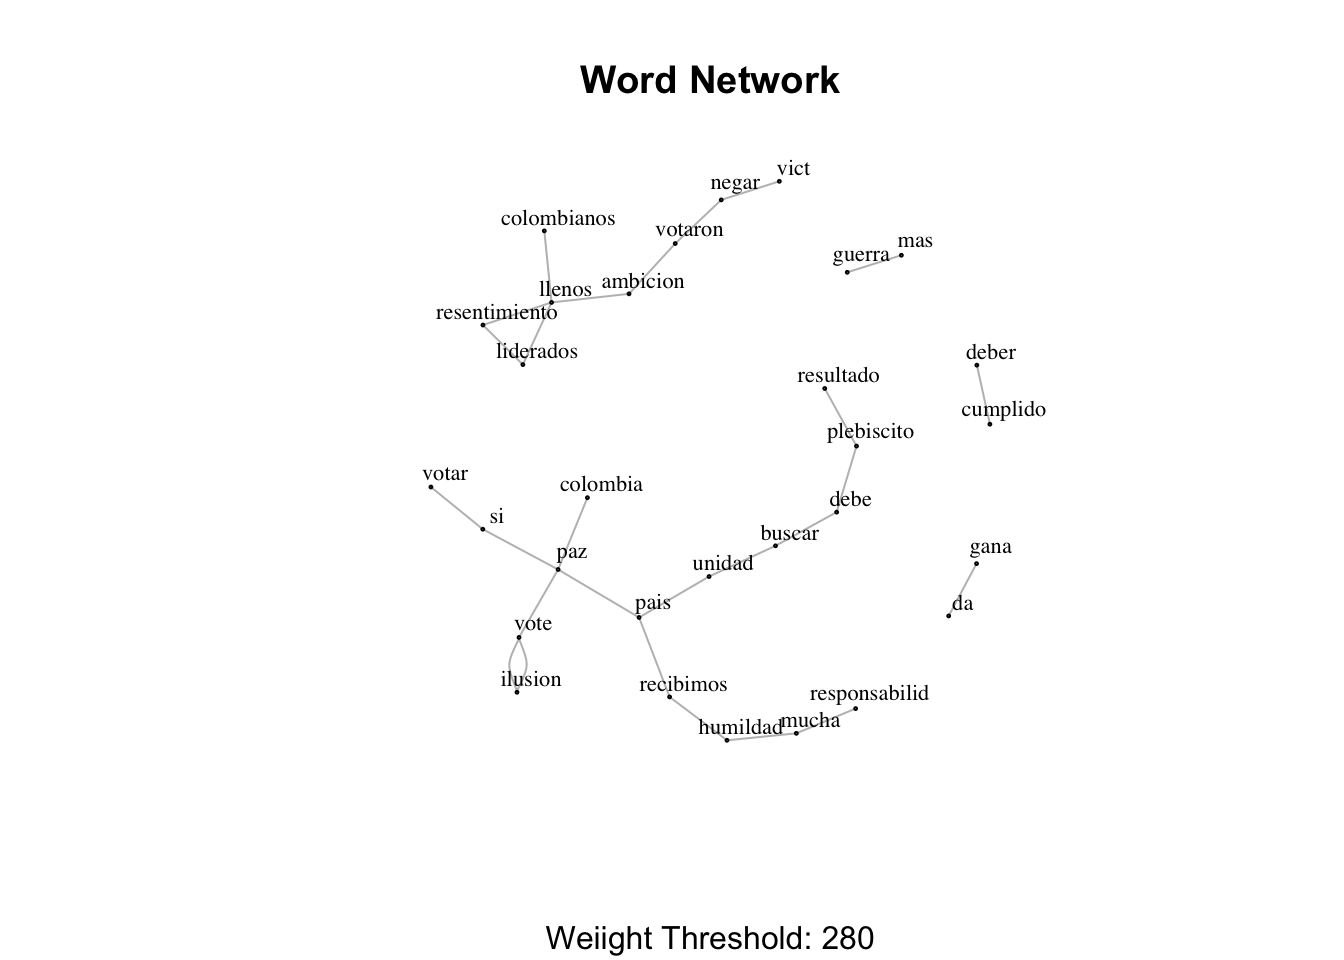 Word Network
vict
negar
colombianos
votaron
mas
guerra
ambicion
llenos
resentimiento
liderados
deber
resultado
cumplido
plebiscito
votar
colombia
debe
si
buscar
gana
paz
unidad
pais
da
vote
ilusion
recibimos
responsabilid
mucha
humildad
Weiight Threshold: 280